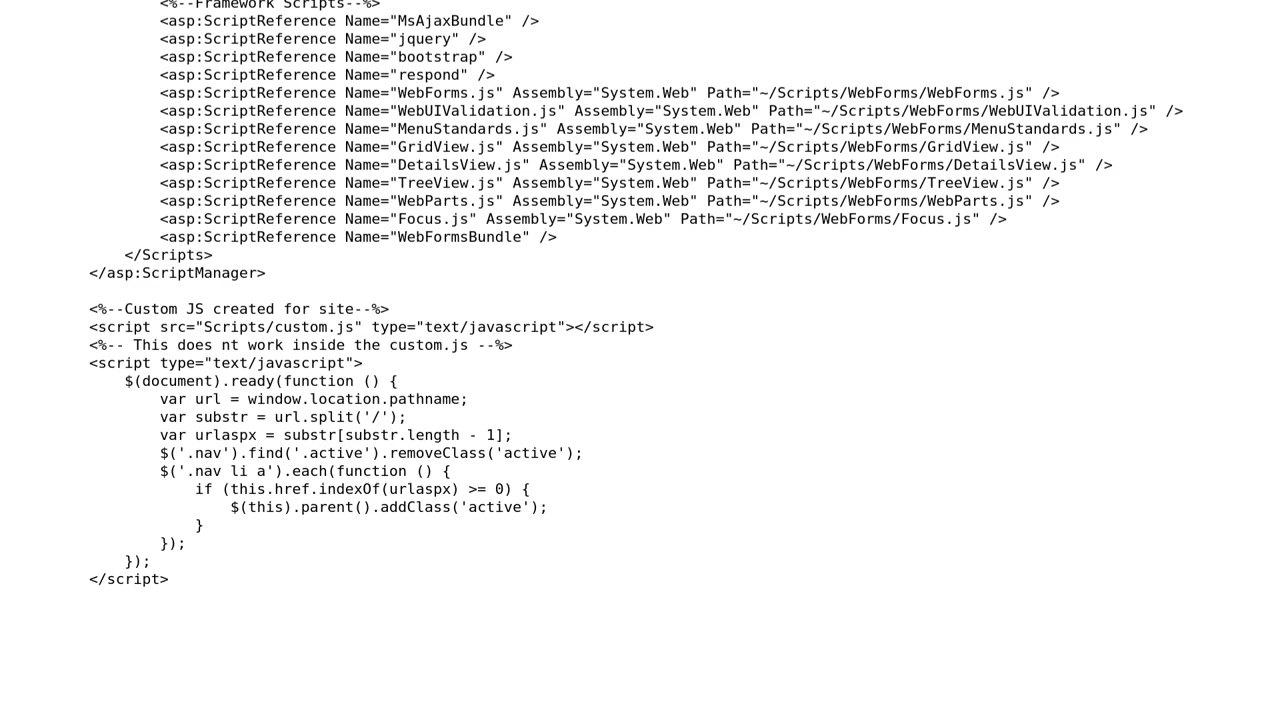 <%--Framework Scripts--%>
<asp:ScriptReference Name="MsAjaxBundle" />
<asp:ScriptReference Name="jquery" />
<asp:ScriptReference Name="bootstrap" />
<asp:ScriptReference Name="respond" />
<asp:ScriptReference Name="WebForms.js" Assembly="System.Web" Path="~/Scripts/WebForms/WebForms.js" />
<asp:ScriptReference Name="WebUIValidation.js" Assembly="System.Web" Path="~/Scripts/WebForms/WebUIValidation.js" />
<asp:ScriptReference Name="MenuStandards.js" Assembly="System.Web" Path="~/Scripts/WebForms/MenuStandards.js" />
<asp:ScriptReference Name="GridView.js" Assembly="System.Web" Path="~/Scripts/WebForms/GridView.js" />
<asp:ScriptReference Name="DetailsView.js" Assembly="System.Web" Path="~/Scripts/WebForms/DetailsView.js" />
<asp:ScriptReference Name="TreeView.js" Assembly="System.Web" Path="~/Scripts/WebForms/TreeView.js" />
<asp:ScriptReference Name="WebParts.js" Assembly="System.Web" Path="~/Scripts/WebForms/WebParts.js" />
<asp:ScriptReference Name="Focus.js" Assembly="System.Web" Path="~/Scripts/WebForms/Focus.js" />
<asp:ScriptReference Name="WebFormsBundle" />
</Scripts>
</asp:ScriptManager>
<%--Custom JS created for site--%>
<script src="Scripts/custom.js" type="text/javascript"></script>
<%-- This does nt work inside the custom.js --%>
<script type="text/javascript">
$(document).ready(function () {
var url = window.location.pathname;
var substr = url.split('/');
var urlaspx = substr[substr.length - 1];
$('.nav').find('.active').removeClass('active');
$('.nav li a').each(function () {
if (this.href.indexOf(urlaspx) >= 0) {
$(this).parent().addClass('active');
}
});
});
</script>